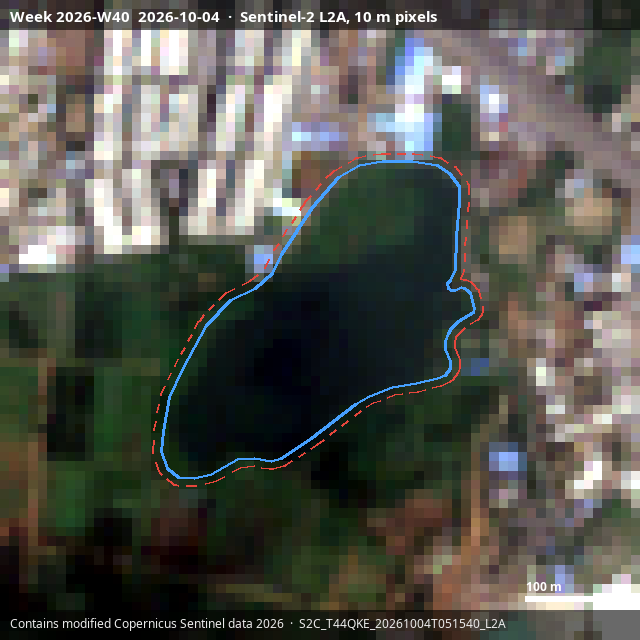 Week 2026-W40  2026-10-04  ·  Sentinel-2 L2A, 10 m pixels
100 m
Contains modified Copernicus Sentinel data 2026  ·  S2C_T44QKE_20261004T051540_L2A